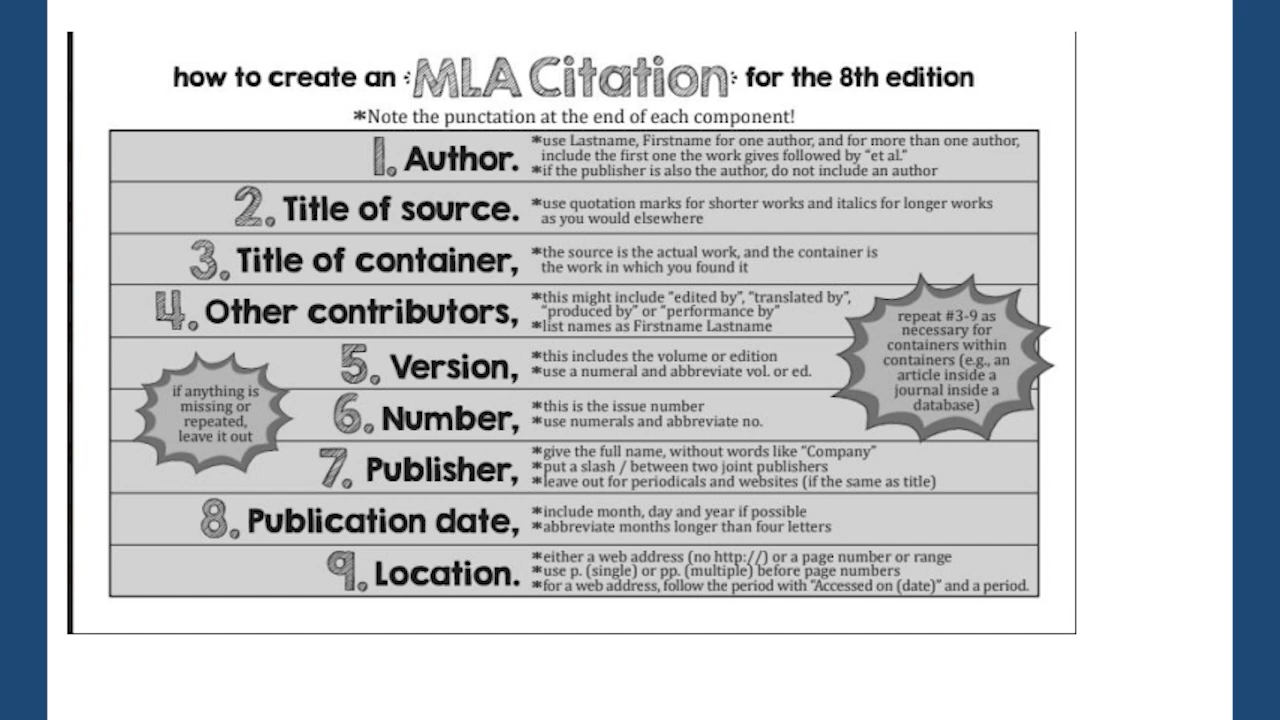 how to create an MLA Citation for the 8th edition
*Note the punctation at the end of each component!
1. Author.
*use Lastname, Firstname for one author, and for more than one author,
include the first one the work gives followed by "et al."
*if the publisher is also the author, do not include an author
2. Title of source.
*use quotation marks for shorter works and italics for longer works
as you would elsewhere
3. Title of container,
*the source is the actual work, and the container is
the work in which you found it
4. Other contributors,
*this might include "edited by", "translated by",
"produced by" or "performance by"
*list names as Firstname Lastname
5. Version,
*this includes the volume or edition
*use a numeral and abbreviate vol. or ed.
6. Number,
*this is the issue number
*use numerals and abbreviate no.
7. Publisher,
*give the full name, without words like "Company"
*put a slash / between two joint publishers
*leave out for periodicals and websites (if the same as title)
8. Publication date,
*include month, day and year if possible
*abbreviate months longer than four letters
9. Location.
*either a web address (no http://) or a page number or range
*use p. (single) or pp. (multiple) before page numbers
*for a web address, follow the period with "Accessed on (date)" and a period.
if anything is
missing or
repeated,
leave it out
repeat #3-9 as
necessary for
containers within
containers (e.g., an
article inside a
journal inside a
database)